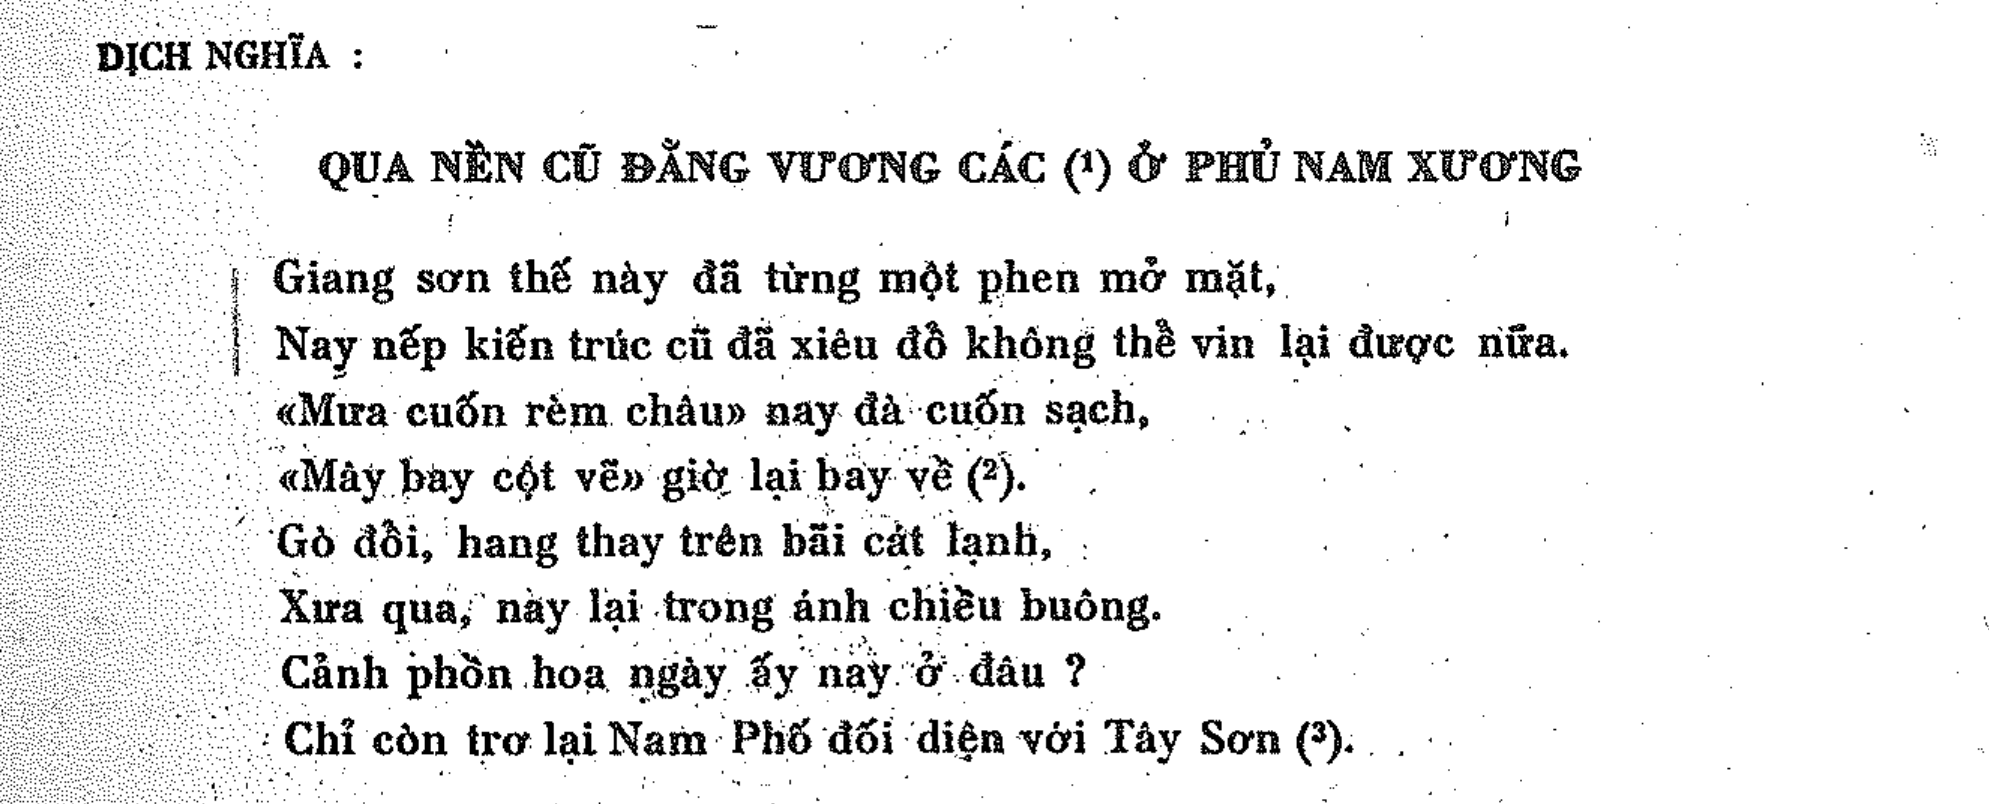 DỊCH NGHĨA :
QUA NỀN CŨ ĐẰNG VƯƠNG CÁC (¹) Ở PHỦ NAM XƯƠNG
Giang sơn thế này đã từng một phen mở mặt,
Nay nếp kiến trúc cũ đã xiêu đổ không thể vin lại được nữa.
«Mưa cuốn rèm châu» nay đà cuốn sạch,
«Mây bay cột vẽ» giờ lại bay về (²).
Gò đồi, hang thay trên bãi cát lạnh,
Xưa qua, này lại trong ánh chiều buông.
Cảnh phồn hoa ngày ấy nay ở đâu ?
Chỉ còn trơ lại Nam Phố đối diện với Tây Sơn (³).